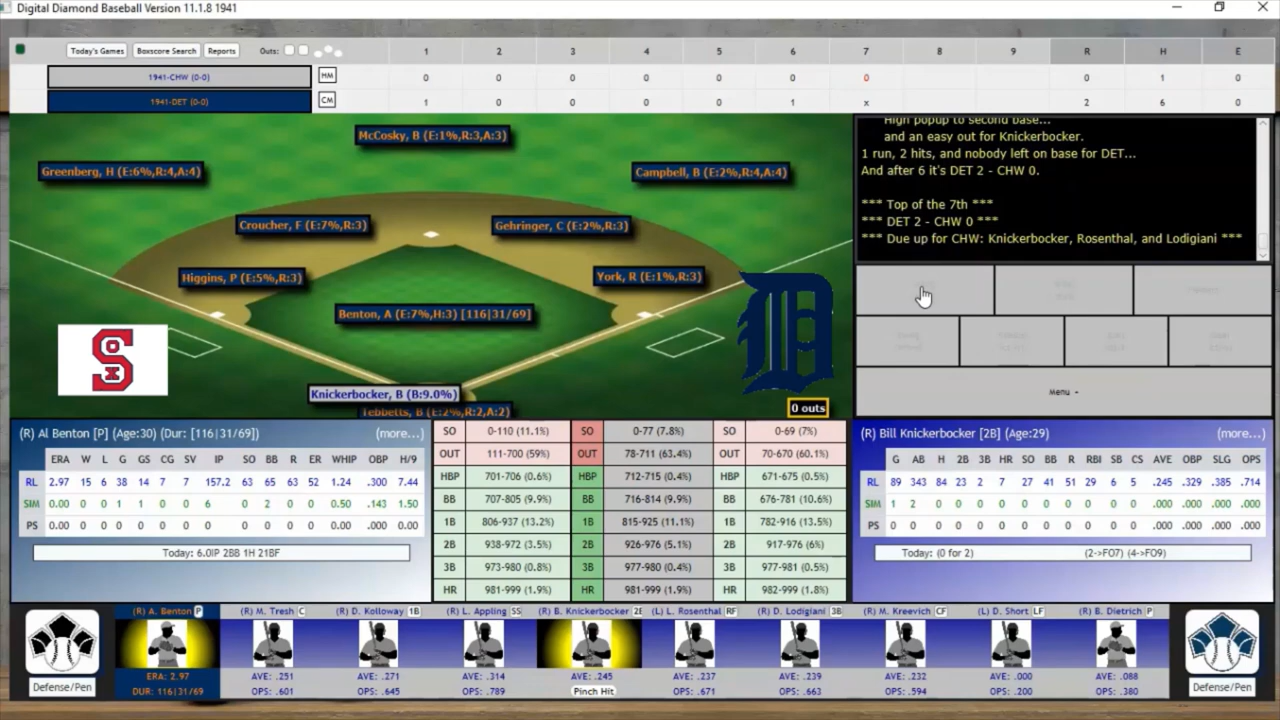 Digital Diamond Baseball Version 11.1.8 1941
Today's Games Boxscore Search Reports Outs: 1 2 3 4 5 6 7 8 9 R H E
1941-CHW (0-0) HM 0 0 0 0 0 0 0 0 1 0
1941-DET (0-0) CM 1 0 0 0 0 1 x 2 6 0
McCosky, B (E:1%,R:3,A:3)
Greenberg, H (E:6%,R:4,A:4)
Campbell, B (E:2%,R:4,A:4)
Croucher, F (E:7%,R:3)
Gehringer, C (E:2%,R:3)
Higgins, P (E:5%,R:3)
York, R (E:1%,R:3)
Benton, A (E:7%,H:3) [116|31/69]
Knickerbocker, B (B:9.0%)
Tebbetts, B (E:2%,R:2,A:2)
0 outs
SOX
D
High popup to second base...
and an easy out for Knickerbocker.
1 run, 2 hits, and nobody left on base for DET...
And after 6 it's DET 2 - CHW 0.
*** Top of the 7th ***
*** DET 2 - CHW 0 ***
*** Due up for CHW: Knickerbocker, Rosenthal, and Lodigiani ***
Menu
(R) Al Benton [P] (Age:30) (Dur: [116|31/69]) (more...)
ERA W L G GS CG SV IP SO BB R ER WHIP OBP H/9
RL 2.97 15 6 38 14 7 7 157.2 63 65 63 52 1.24 .300 7.44
SIM 0.00 0 0 1 1 0 0 6 0 2 0 0 0.50 .143 1.50
PS 0.00 0 0 0 0 0 0 0 0 0 0 0 0.00 .000 0.00
Today: 6.0IP 2BB 1H 21BF
SO 0-110 (11.1%) SO 0-77 (7.8%) SO 0-69 (7%)
OUT 111-700 (59%) OUT 78-711 (63.4%) OUT 70-670 (60.1%)
HBP 701-706 (0.6%) HBP 712-715 (0.4%) HBP 671-675 (0.5%)
BB 707-805 (9.9%) BB 716-814 (9.9%) BB 676-781 (10.6%)
1B 806-937 (13.2%) 1B 815-925 (11.1%) 1B 782-916 (13.5%)
2B 938-972 (3.5%) 2B 926-976 (5.1%) 2B 917-976 (6%)
3B 973-980 (0.8%) 3B 977-980 (0.4%) 3B 977-981 (0.5%)
HR 981-999 (1.9%) HR 981-999 (1.9%) HR 982-999 (1.8%)
(R) Bill Knickerbocker [2B] (Age:29) (more...)
G AB H 2B 3B HR SO BB R RBI SB CS AVE OBP SLG OPS
RL 89 343 84 23 2 7 27 41 51 29 6 5 .245 .329 .385 .714
SIM 1 2 0 0 0 0 0 0 0 0 0 0 .000 .000 .000 .000
PS 0 0 0 0 0 0 0 0 0 0 0 0 .000 .000 .000 .000
Today: (0 for 2) (2->FO7) (4->FO9)
(R) A. Benton P (R) M. Tresh C (R) D. Kolloway 1B (R) L. Appling SS (R) B. Knickerbocker 2B (L) L. Rosenthal RF (R) D. Lodigiani 3B (R) M. Kreevich CF (L) D. Short LF (R) B. Dietrich P
ERA: 2.97 AVE: .251 AVE: .271 AVE: .314 AVE: .245 AVE: .237 AVE: .239 AVE: .232 AVE: .000 AVE: .088
Defense/Pen DUR: 116|31/69 OPS: .601 OPS: .645 OPS: .789 Pinch Hit OPS: .671 OPS: .663 OPS: .594 OPS: .200 OPS: .380 Defense/Pen